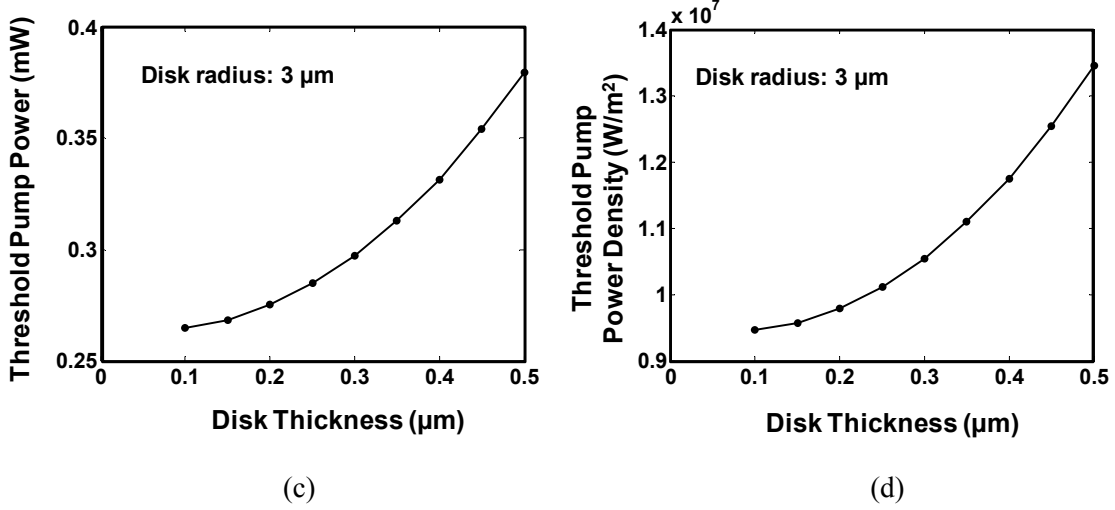 Threshold Pump Power (mW)
0.4
0.35
0.3
0.25
Disk radius: 3 µm
0 0.1 0.2 0.3 0.4 0.5
Disk Thickness (µm)
(c)
Threshold Pump
Power Density (W/m²)
x 10⁷
1.4
1.3
1.2
1.1
1
0.9
Disk radius: 3 µm
0 0.1 0.2 0.3 0.4 0.5
Disk Thickness (µm)
(d)